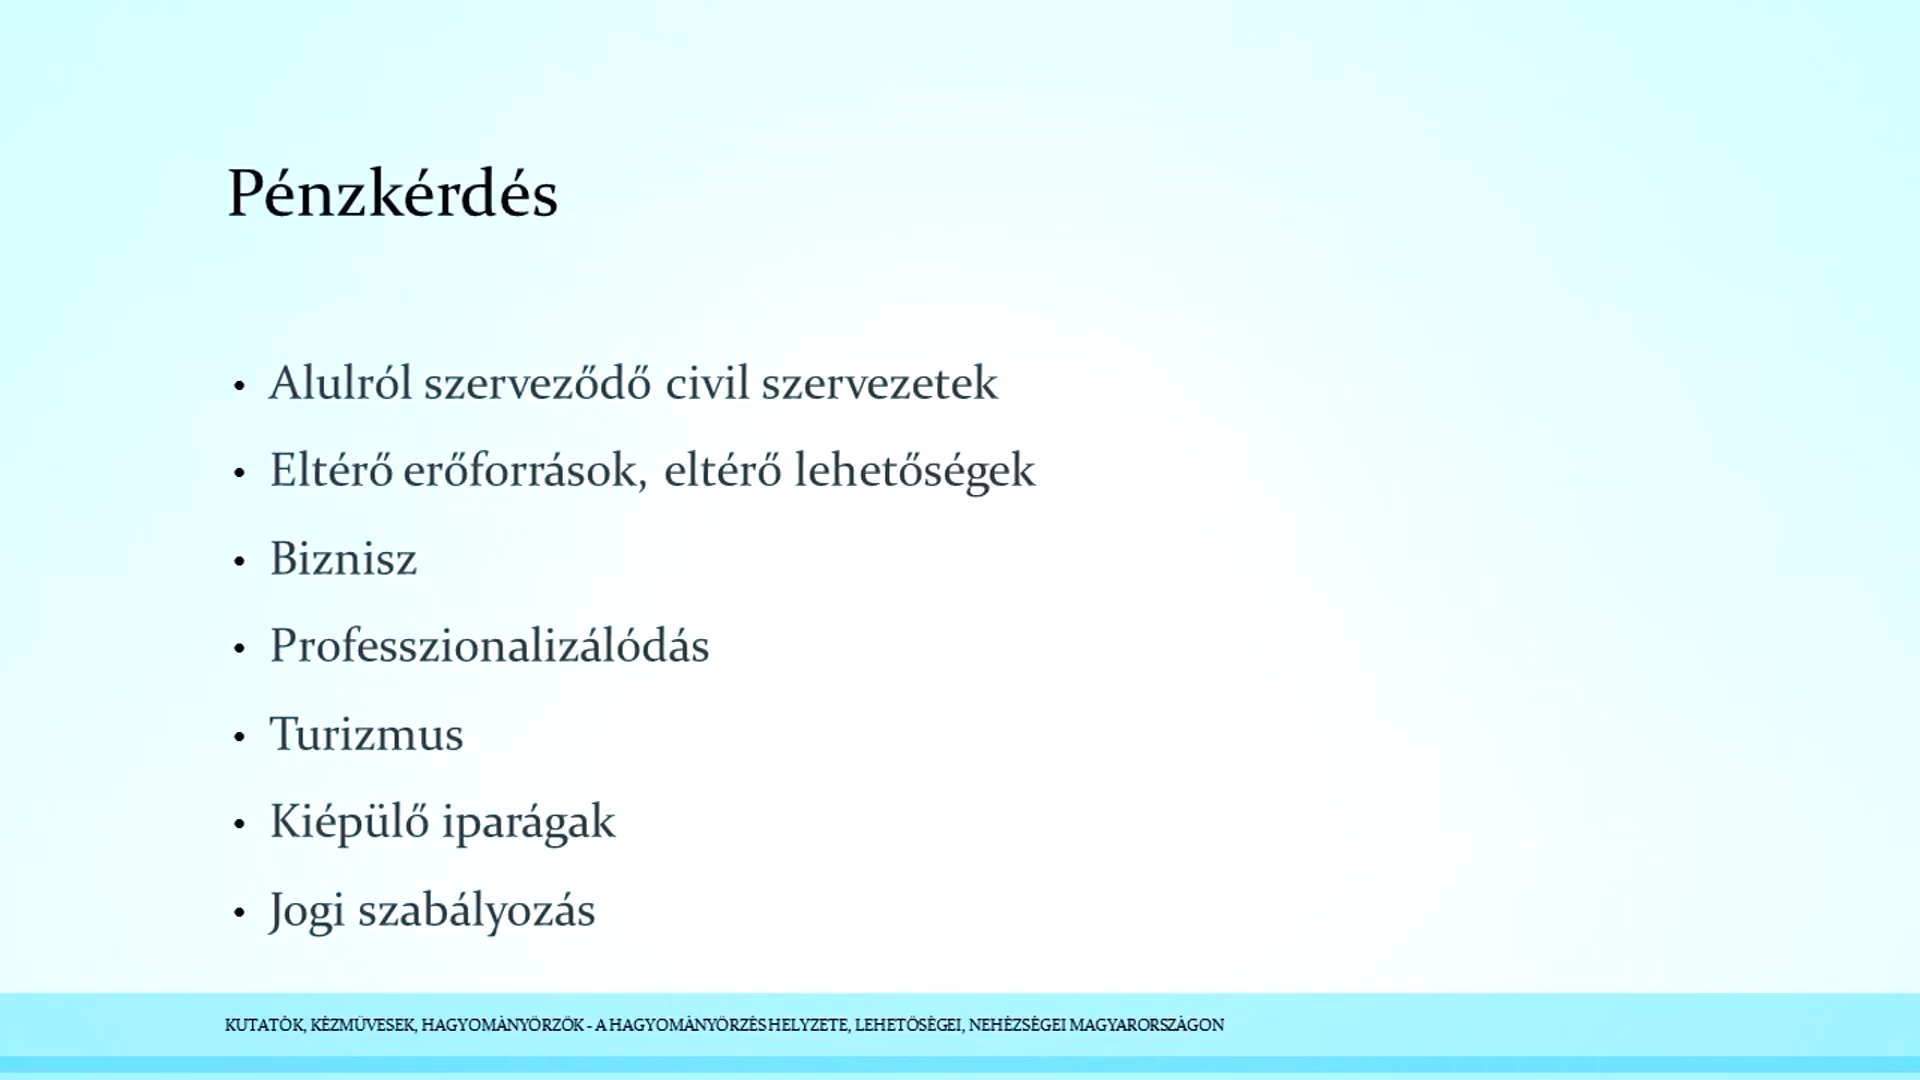 Pénzkérdés
• Alulról szerveződő civil szervezetek
• Eltérő erőforrások, eltérő lehetőségek
• Biznisz
• Professzionalizálódás
• Turizmus
• Kiépülő iparágak
• Jogi szabályozás
KUTATÓK, KÉZMŰVESEK, HAGYOMÁNYŐRZŐK - A HAGYOMÁNYŐRZÉS HELYZETE, LEHETŐSÉGEI, NEHÉZSÉGEI MAGYARORSZÁGON